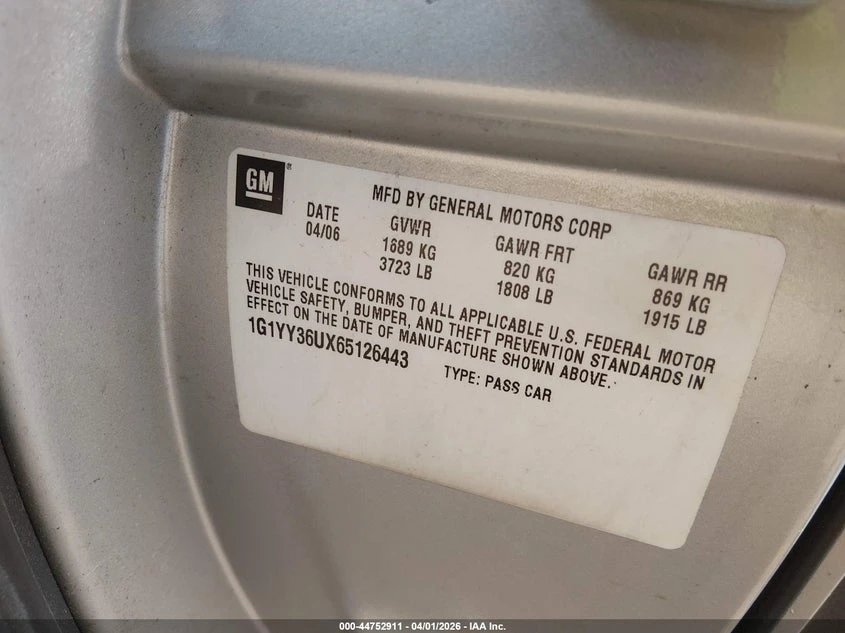 GM
MFD BY GENERAL MOTORS CORP
DATE GVWR GAWR FRT GAWR RR
04/06 1689 KG 820 KG 869 KG
3723 LB 1808 LB 1915 LB
THIS VEHICLE CONFORMS TO ALL APPLICABLE U.S. FEDERAL MOTOR
VEHICLE SAFETY, BUMPER, AND THEFT PREVENTION STANDARDS IN
EFFECT ON THE DATE OF MANUFACTURE SHOWN ABOVE.
1G1YY36UX65126443 TYPE: PASS CAR
000-44752911 - 04/01/2026 - IAA Inc.